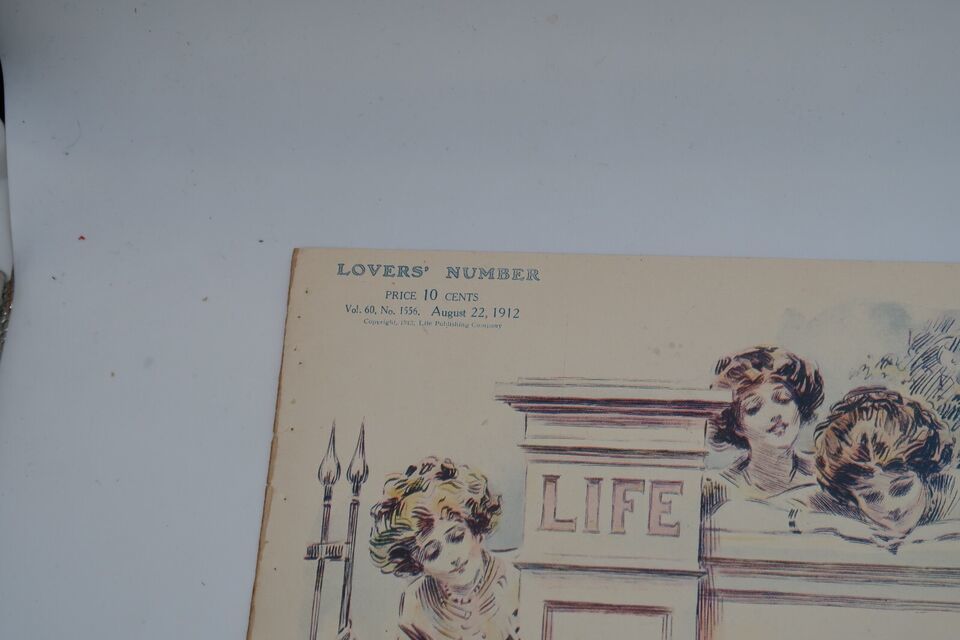 LOVERS' NUMBER
PRICE 10 CENTS
Vol. 60, No. 1556. August 22, 1912
Copyright, 1912, Life Publishing Company
LIFE